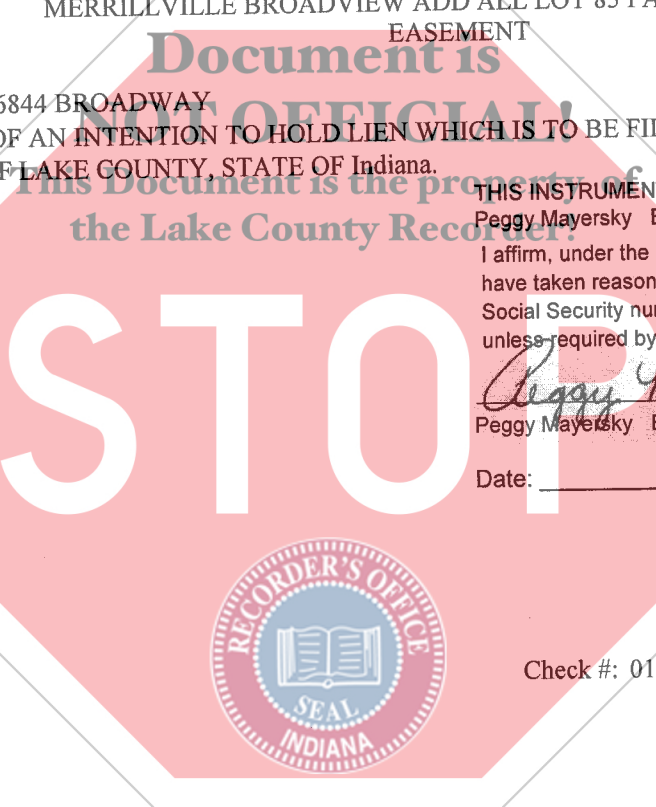 MERRILLVILLE BROADVIEW ADD ALL LOT 85
EASEMENT
Document is
6844 BROADWAY
NOT OFFICIAL!
OF AN INTENTION TO HOLD LIEN WHICH IS TO BE FIL
F LAKE COUNTY, STATE OF Indiana.
This Document is the property of
the Lake County Recorder!
THIS INSTRUMEN
Peggy Mayersky E
I affirm, under the
have taken reason
Social Security nu
unless required by
STOP
Peggy
Peggy Mayersky E
Date:
RECORDER'S OFFICE
SEAL
INDIANA
Check #: 01